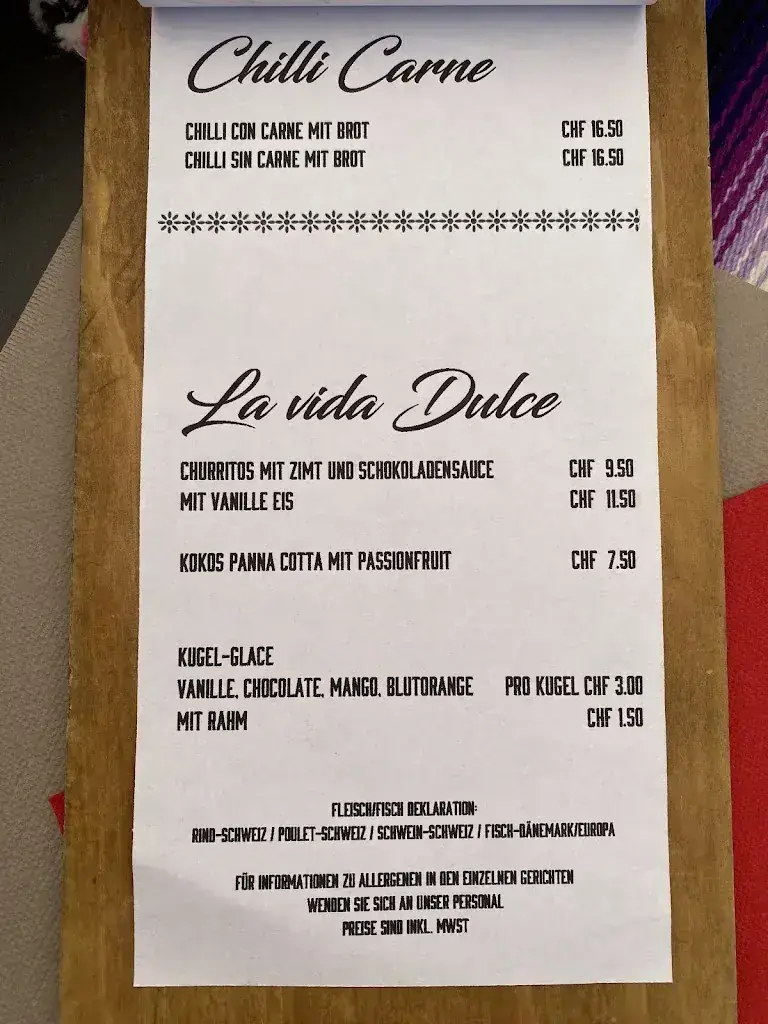 Chilli Carne
CHILLI CON CARNE MIT BROT CHF 16.50
CHILLI SIN CARNE MIT BROT CHF 16.50
La vida Dulce
CHURRITOS MIT ZIMT UND SCHOKOLADENSAUCE CHF 9.50
MIT VANILLE EIS CHF 11.50
KOKOS PANNA COTTA MIT PASSIONFRUIT CHF 7.50
KUGEL-GLACE
VANILLE, CHOCOLATE, MANGO, BLUTORANGE PRO KUGEL CHF 3.00
MIT RAHM CHF 1.50
FLEISCH/FISCH DEKLARATION:
RIND-SCHWEIZ / POULET-SCHWEIZ / SCHWEIN-SCHWEIZ / FISCH-DÄNEMARK/EUROPA
FÜR INFORMATIONEN ZU ALLERGENEN IN DEN EINZELNEN GERICHTEN
WENDEN SIE SICH AN UNSER PERSONAL
PREISE SIND INKL. MWST